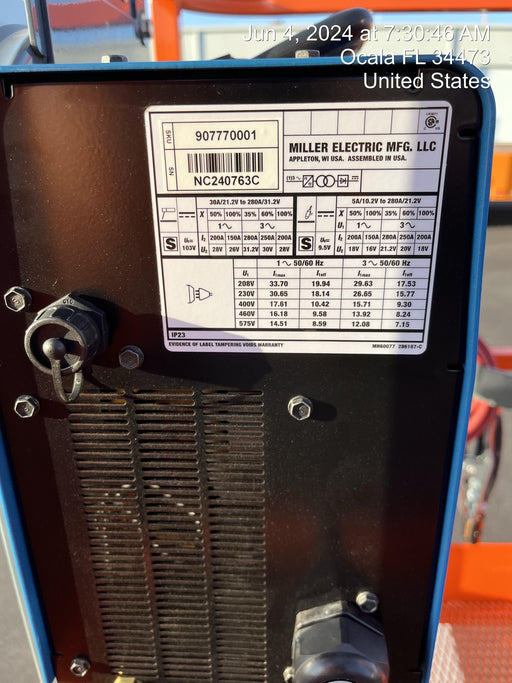 Jun 4, 2024 at 7:30:46 AM
Ocala FL 34473
United States
SKU 907770001
SN NC240763C
MILLER ELECTRIC MFG. LLC
APPLETON, WI USA. ASSEMBLED IN USA.
30A/21.2V to 280A/31.2V
X 50% 100% 35% 60% 100%
1 3
S U₀ 103V
I₂ 200A 150A 280A 250A 200A
U₂ 28V 26V 31.2V 30V 28V
5A/10.2V to 280A/21.2V
X 50% 100% 35% 60% 100%
1 3
S 9.5V
I₂ 200A 150A 280A 250A 200A
U₂ 18V 16V 21.2V 20V 18V
1 50/60 Hz 3 50/60 Hz
U₁ I₁max I₁eff I₁max I₁eff
208V 33.70 19.94 29.63 17.53
230V 30.65 18.14 26.65 15.77
400V 17.61 10.42 15.71 9.30
460V 16.18 9.58 13.92 8.24
575V 14.51 8.59 12.08 7.15
IP23
EVIDENCE OF LABEL TAMPERING VOIDS WARRANTY MH60077 286187-C